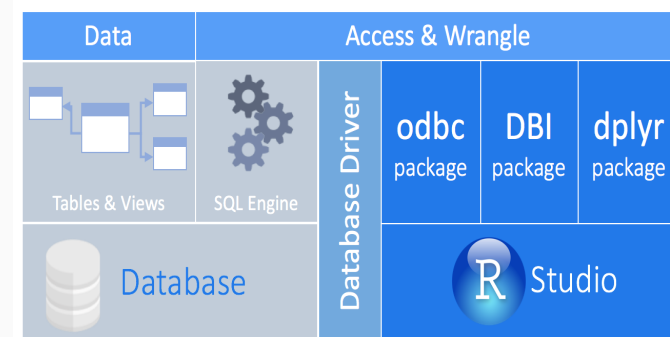 Data
Access & Wrangle
Tables & Views
SQL Engine
Database Driver
odbc
package
DBI
package
dplyr
package
Database
R Studio